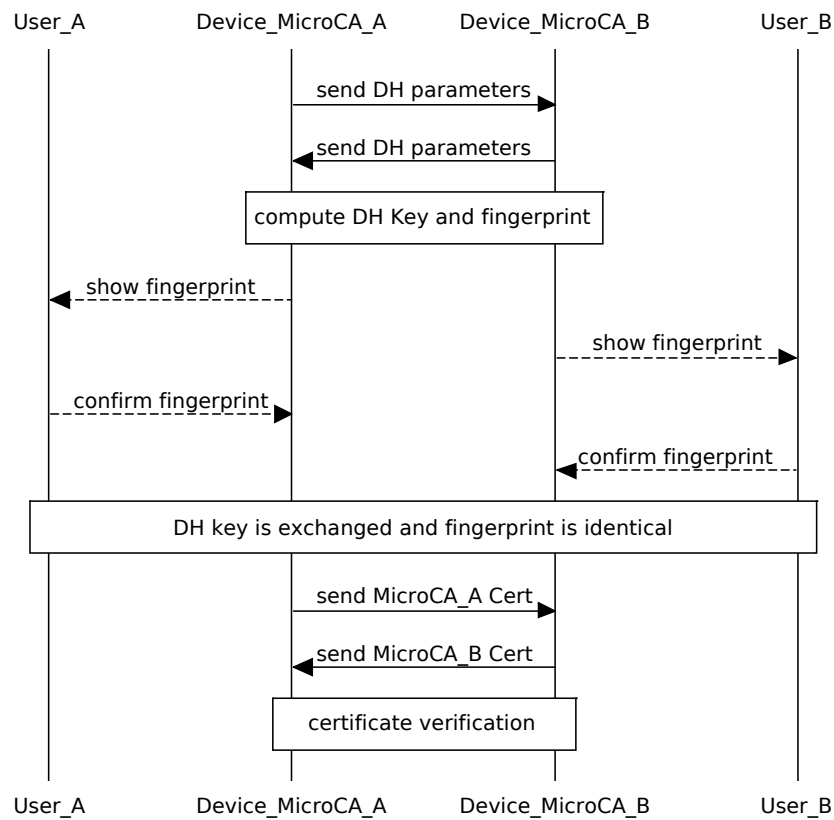 User_A
Device_MicroCA_A
Device_MicroCA_B
User_B
send DH parameters
send DH parameters
compute DH Key and fingerprint
show fingerprint
show fingerprint
confirm fingerprint
confirm fingerprint
DH key is exchanged and fingerprint is identical
send MicroCA_A Cert
send MicroCA_B Cert
certificate verification
User_A
Device_MicroCA_A
Device_MicroCA_B
User_B